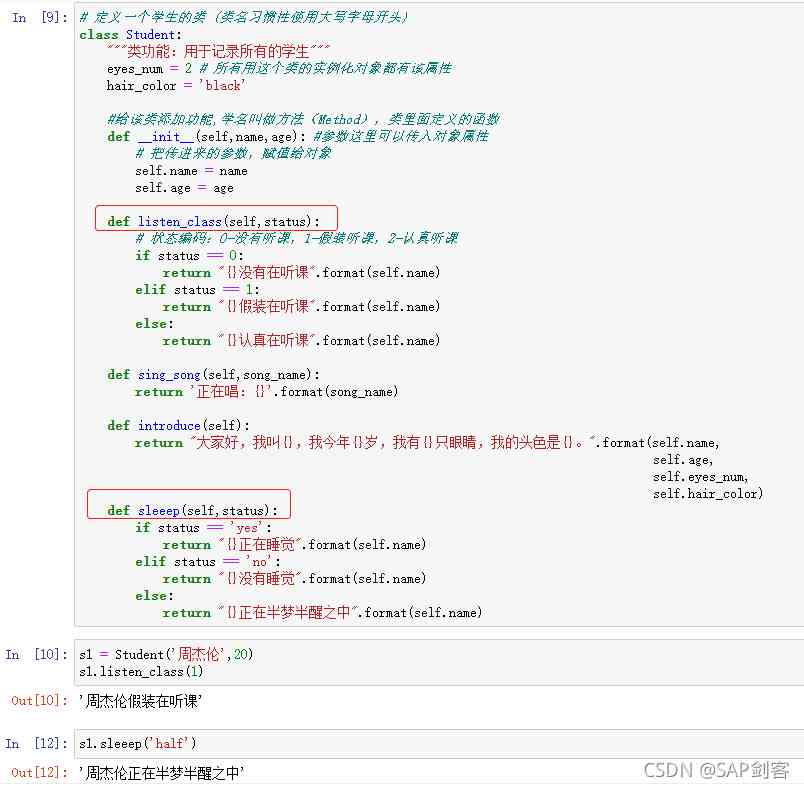 In [9]: # 定义一个学生的类 (类名习惯性使用大写字母开头)
class Student:
    """类功能: 用于记录所有的学生"""
    eyes_num = 2 # 所有用这个类的实例化对象都有该属性
    hair_color = 'black'
    #给该类添加功能,学名叫做方法（Method）, 类里面定义的函数
    def __init__(self,name,age): #参数这里可以传入对象属性
        # 把传进来的参数, 赋值给对象
        self.name = name
        self.age = age
    def listen_class(self,status):
        # 状态编码: 0-没有听课, 1-假装听课, 2-认真听课
        if status == 0:
            return "{}没有在听课".format(self.name)
        elif status == 1:
            return "{}假装在听课".format(self.name)
        else:
            return "{}认真在听课".format(self.name)
    def sing_song(self,song_name):
        return '正在唱: {}'.format(song_name)
    def introduce(self):
        return "大家好, 我叫{}, 我今年{}岁, 我有{}只眼睛, 我的头色是{}。".format(self.name,
                                                                self.age,
                                                                self.eyes_num,
                                                                self.hair_color)
    def sleeep(self,status):
        if status == 'yes':
            return "{}正在睡觉".format(self.name)
        elif status == 'no':
            return "{}没有睡觉".format(self.name)
        else:
            return "{}正在半梦半醒之中".format(self.name)
In [10]: s1 = Student('周杰伦',20)
s1.listen_class(1)
Out[10]: '周杰伦假装在听课'
In [12]: s1.sleeep('half')
Out[12]: '周杰伦正在半梦半醒之中'
CSDN @SAP剑客